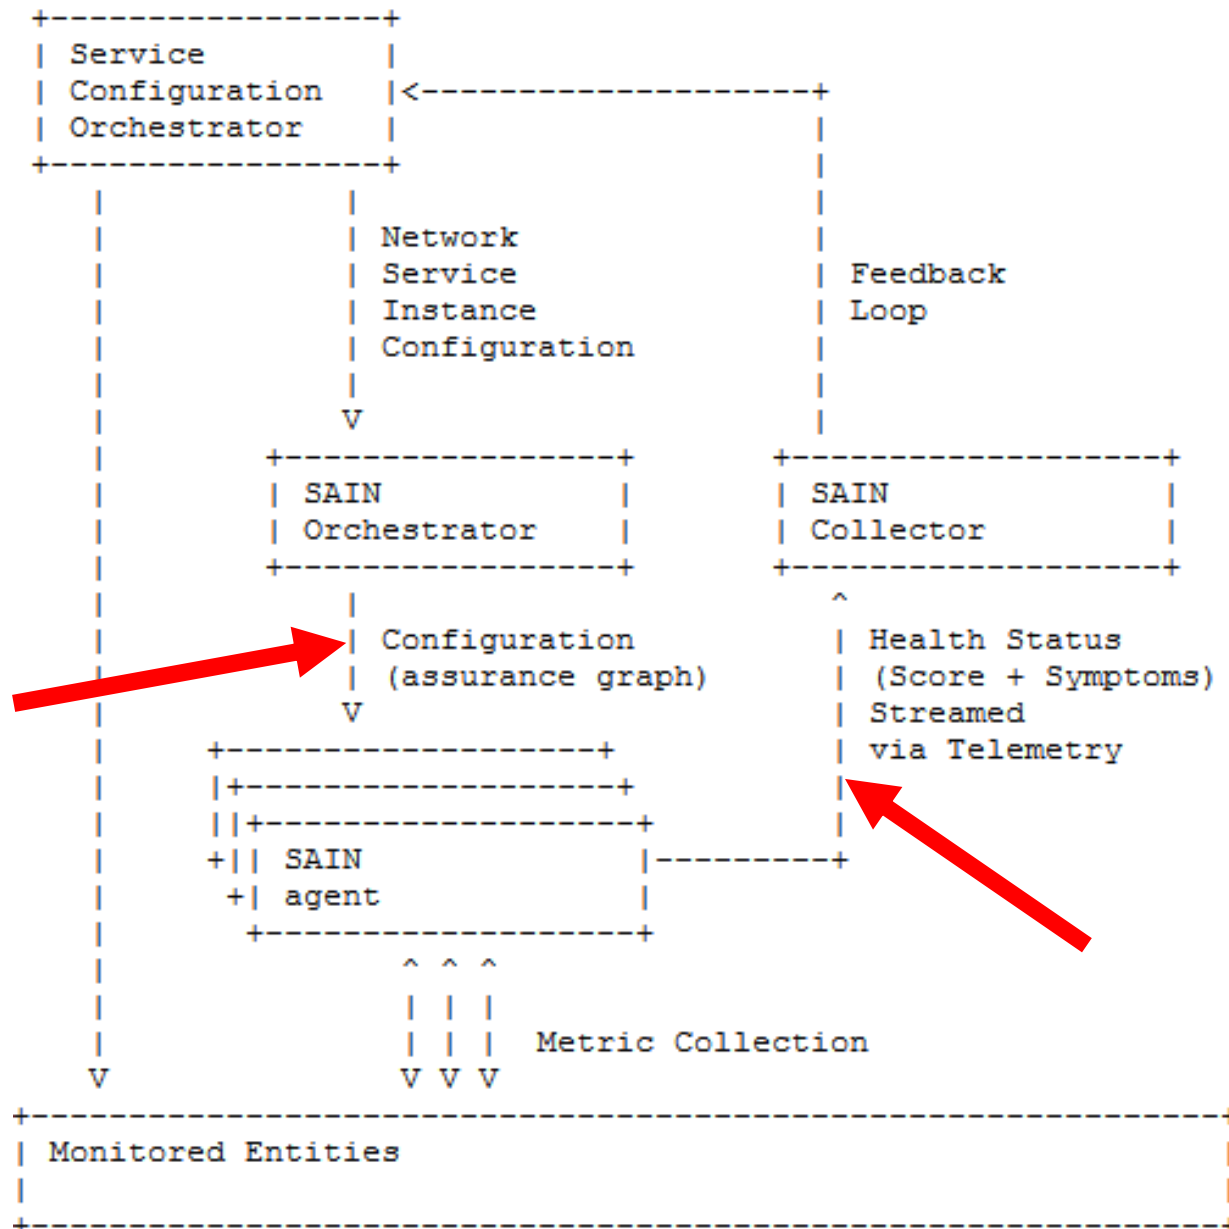 Service
Configuration
Orchestrator
Network
Service
Instance
Configuration
Feedback
Loop
SAIN
Orchestrator
SAIN
Collector
Configuration
(assurance graph)
Health Status
(Score + Symptoms)
Streamed
via Telemetry
SAIN
agent
Metric Collection
Monitored Entities